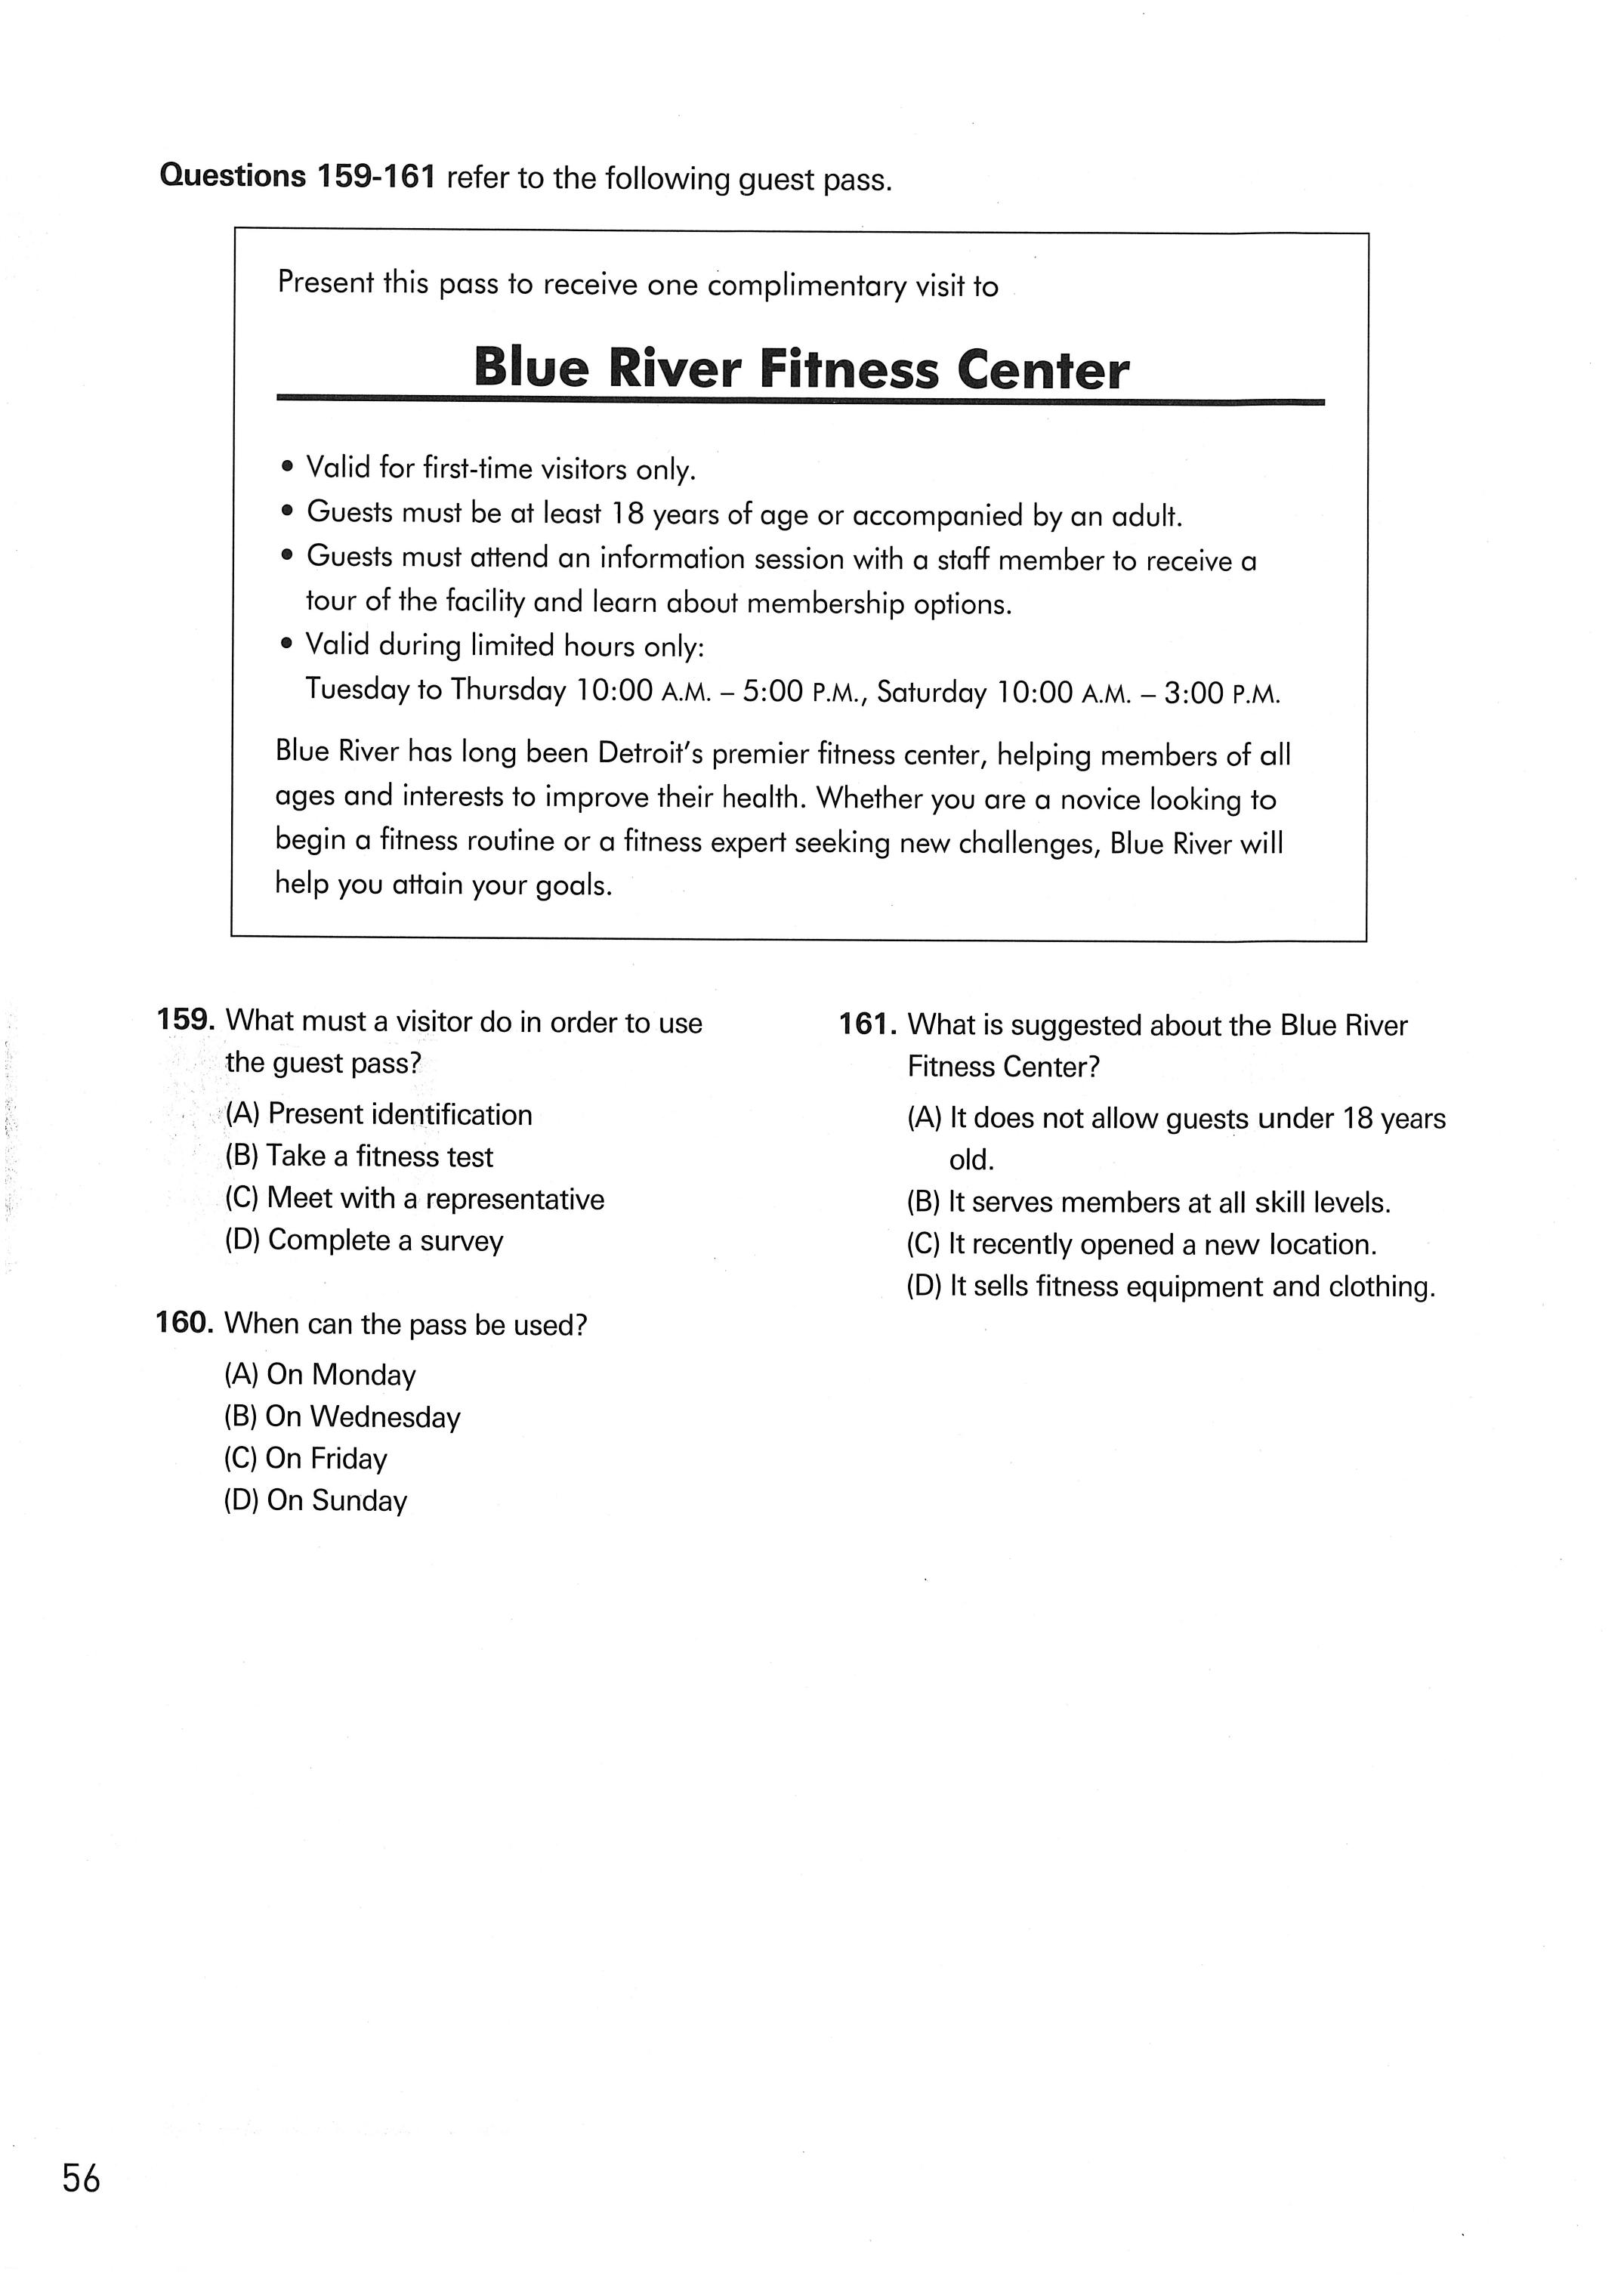 Questions 159-161 refer to the following guest pass.
Present this pass to receive one complimentary visit to
Blue River Fitness Center
• Valid for first-time visitors only.
• Guests must be at least 18 years of age or accompanied by an adult.
• Guests must attend an information session with a staff member to receive a
tour of the facility and learn about membership options.
• Valid during limited hours only:
Tuesday to Thursday 10:00 A.M. – 5:00 P.M., Saturday 10:00 A.M. – 3:00 P.M.
Blue River has long been Detroit's premier fitness center, helping members of all
ages and interests to improve their health. Whether you are a novice looking to
begin a fitness routine or a fitness expert seeking new challenges, Blue River will
help you attain your goals.
159. What must a visitor do in order to use
the guest pass?
(A) Present identification
(B) Take a fitness test
(C) Meet with a representative
(D) Complete a survey
160. When can the pass be used?
(A) On Monday
(B) On Wednesday
(C) On Friday
(D) On Sunday
161. What is suggested about the Blue River
Fitness Center?
(A) It does not allow guests under 18 years
old.
(B) It serves members at all skill levels.
(C) It recently opened a new location.
(D) It sells fitness equipment and clothing.
56